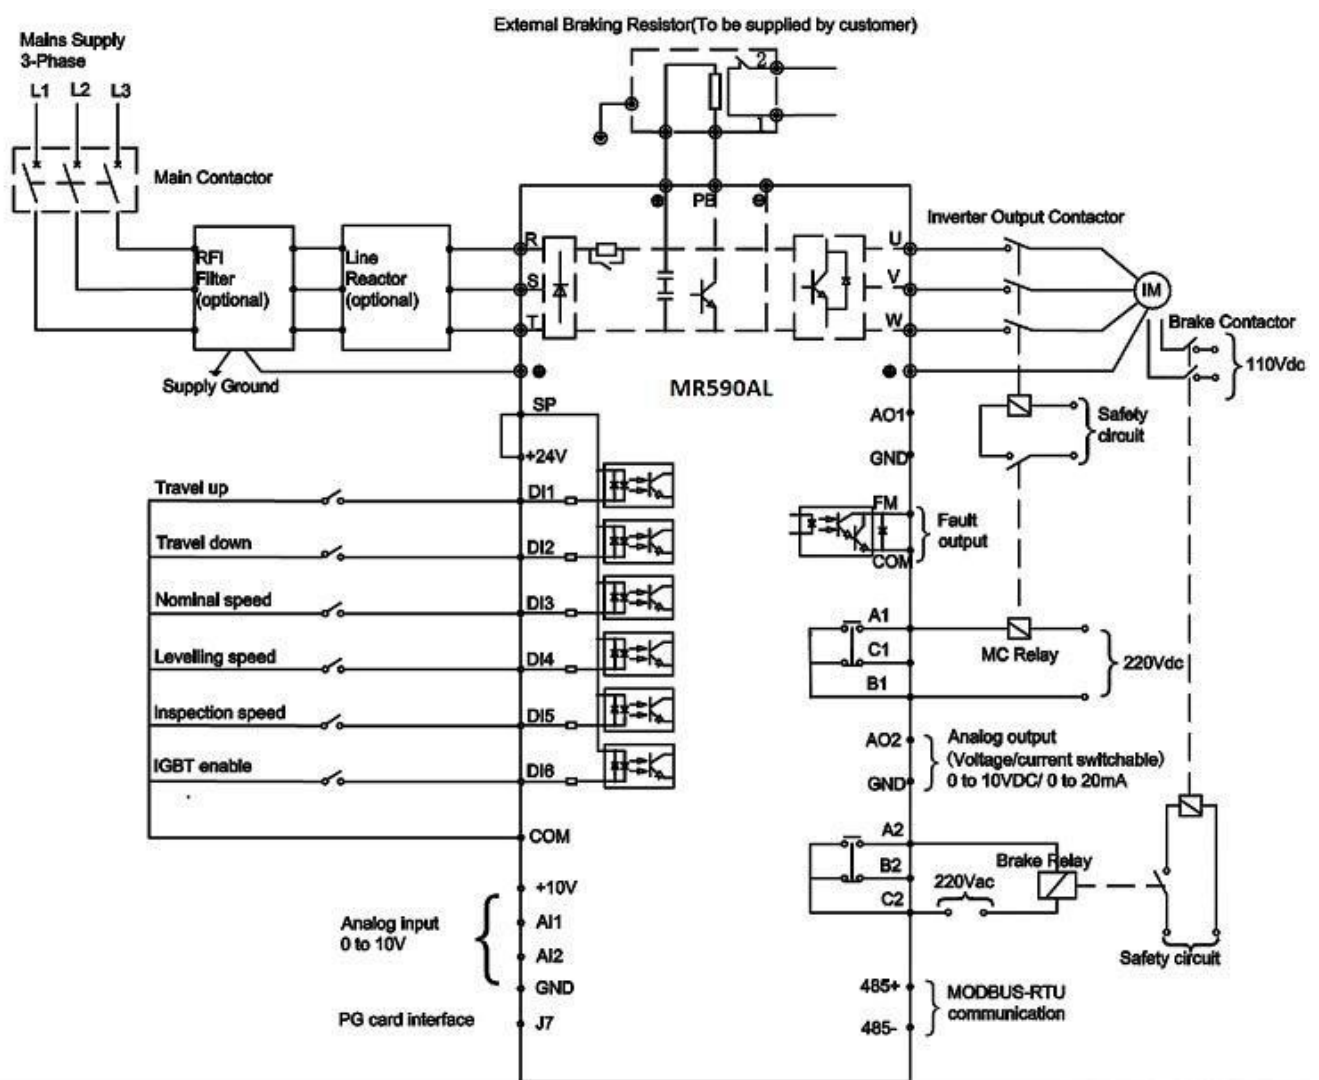 External Braking Resistor(To be supplied by customer)
Mains Supply
3-Phase
L1 L2 L3
2
1
Main Contactor
PB
Inverter Output Contactor
RFI
Filter
(optional)
Line
Reactor
(optional)
R
S
T
U
V
W
IM
Brake Contactor
110Vdc
Supply Ground
MR590AL
SP
+24V
AO1
GND
Safety
circuit
Travel up
DI1
Travel down
DI2
Nominal speed
DI3
Levelling speed
DI4
Inspection speed
DI5
IGBT enable
DI6
COM
FM
COM
Fault
output
A1
C1
B1
MC Relay
220Vdc
AO2
GND
Analog output
(Voltage/current switchable)
0 to 10VDC/ 0 to 20mA
A2
B2
C2
Brake Relay
220Vac
Safety circuit
+10V
Analog input
0 to 10V
AI1
AI2
GND
PG card interface
J7
485+
485-
MODBUS-RTU
communication